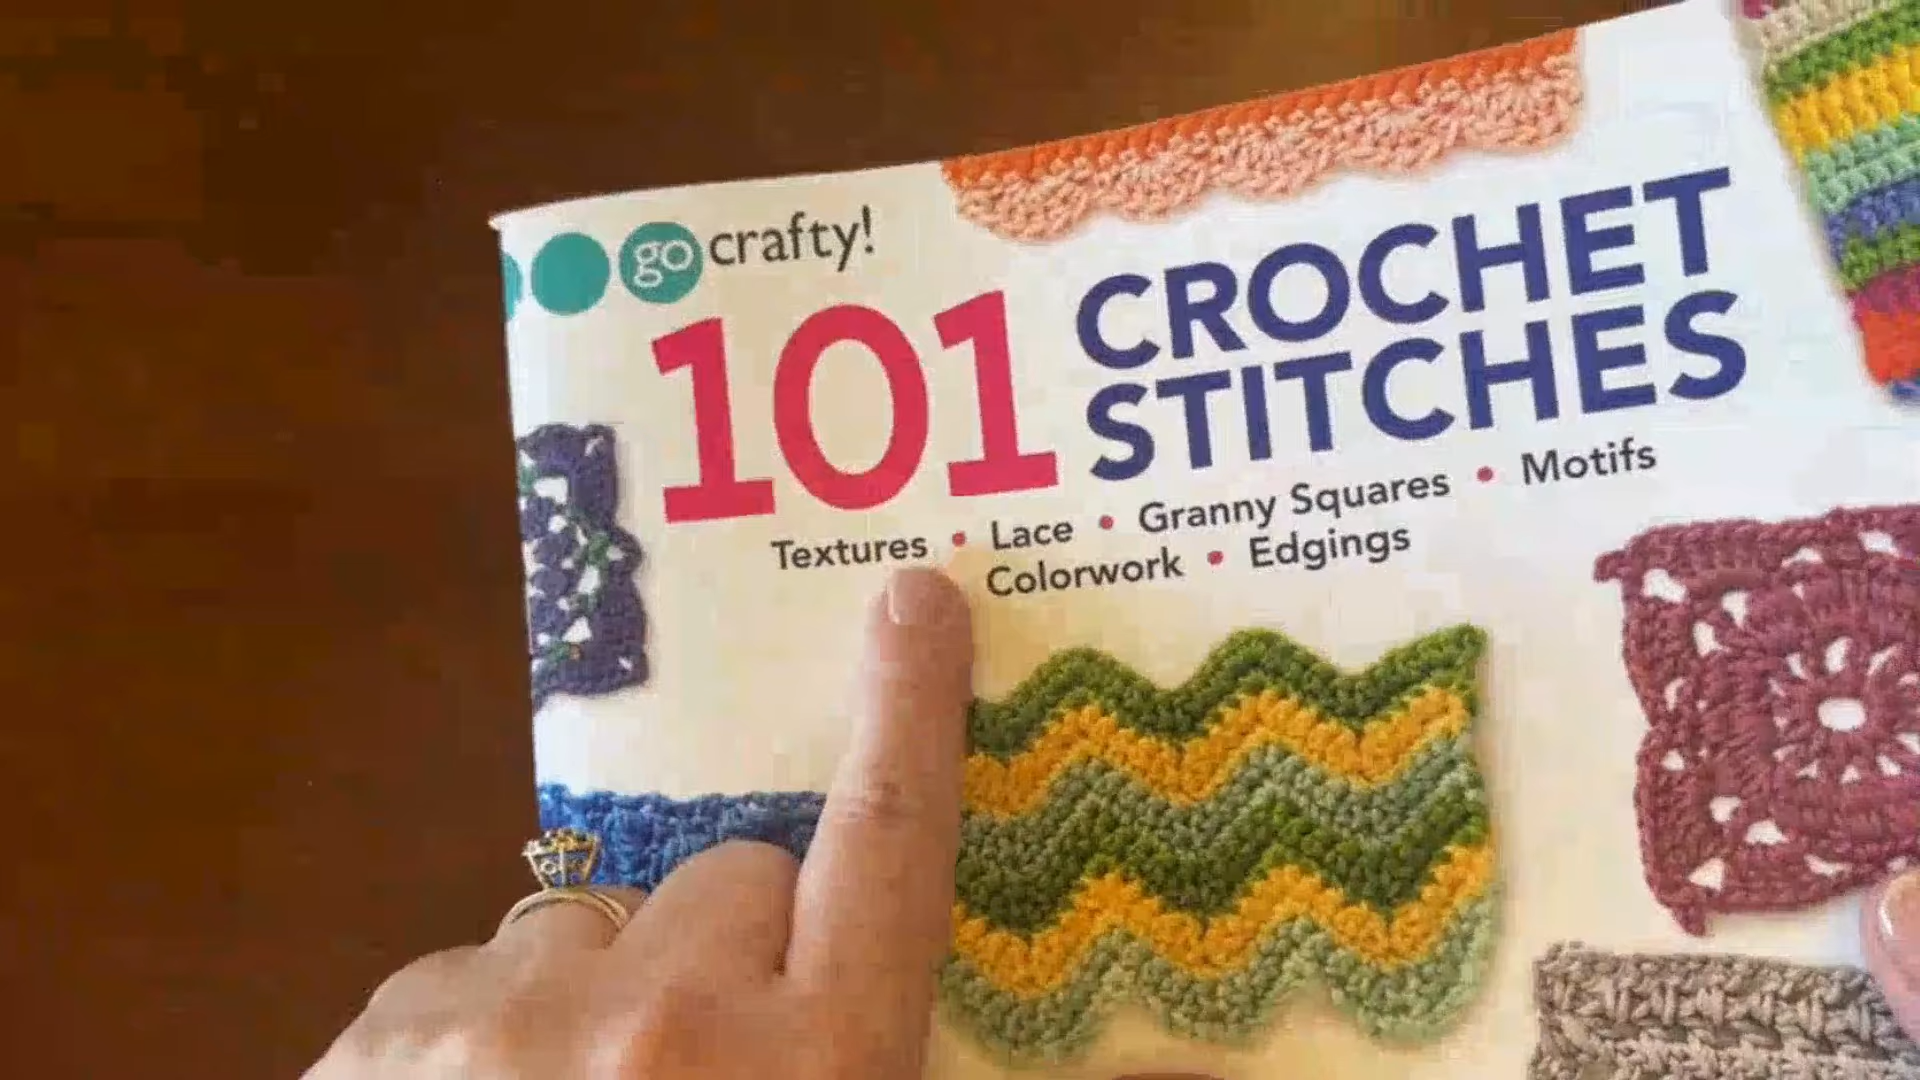 go crafty!
101 CROCHET
STITCHES
Textures • Lace • Granny Squares • Motifs
Colorwork • Edgings